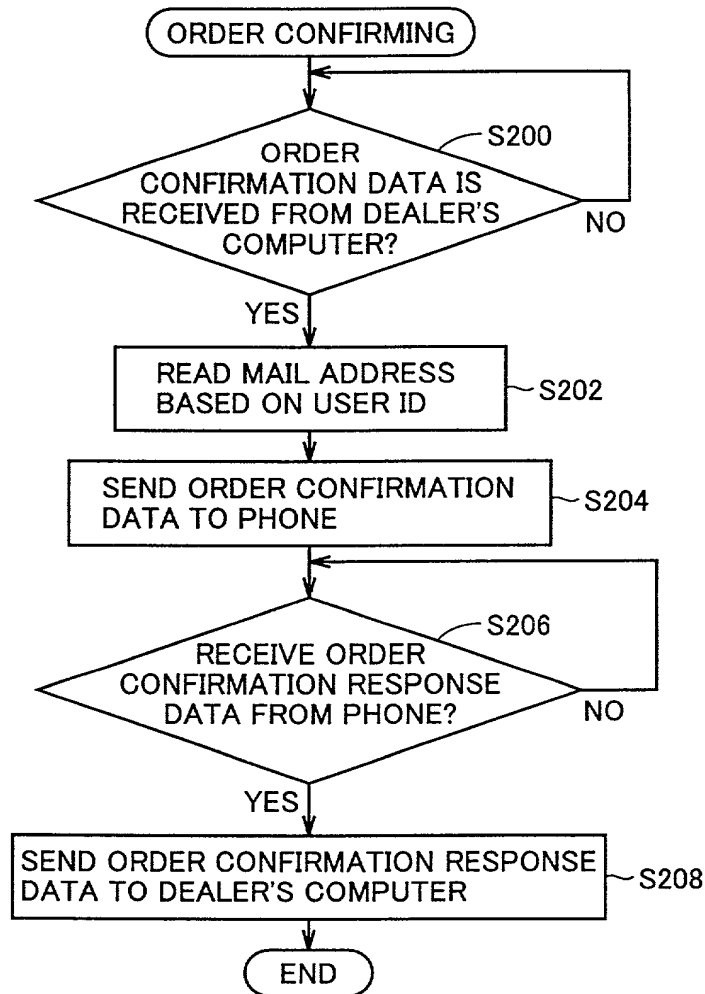 ORDER CONFIRMING
S200
ORDER
CONFIRMATION DATA IS
RECEIVED FROM DEALER'S
COMPUTER?
NO
YES
READ MAIL ADDRESS
BASED ON USER ID
S202
SEND ORDER CONFIRMATION
DATA TO PHONE
S204
S206
RECEIVE ORDER
CONFIRMATION RESPONSE
DATA FROM PHONE?
NO
YES
SEND ORDER CONFIRMATION RESPONSE
DATA TO DEALER'S COMPUTER
S208
END